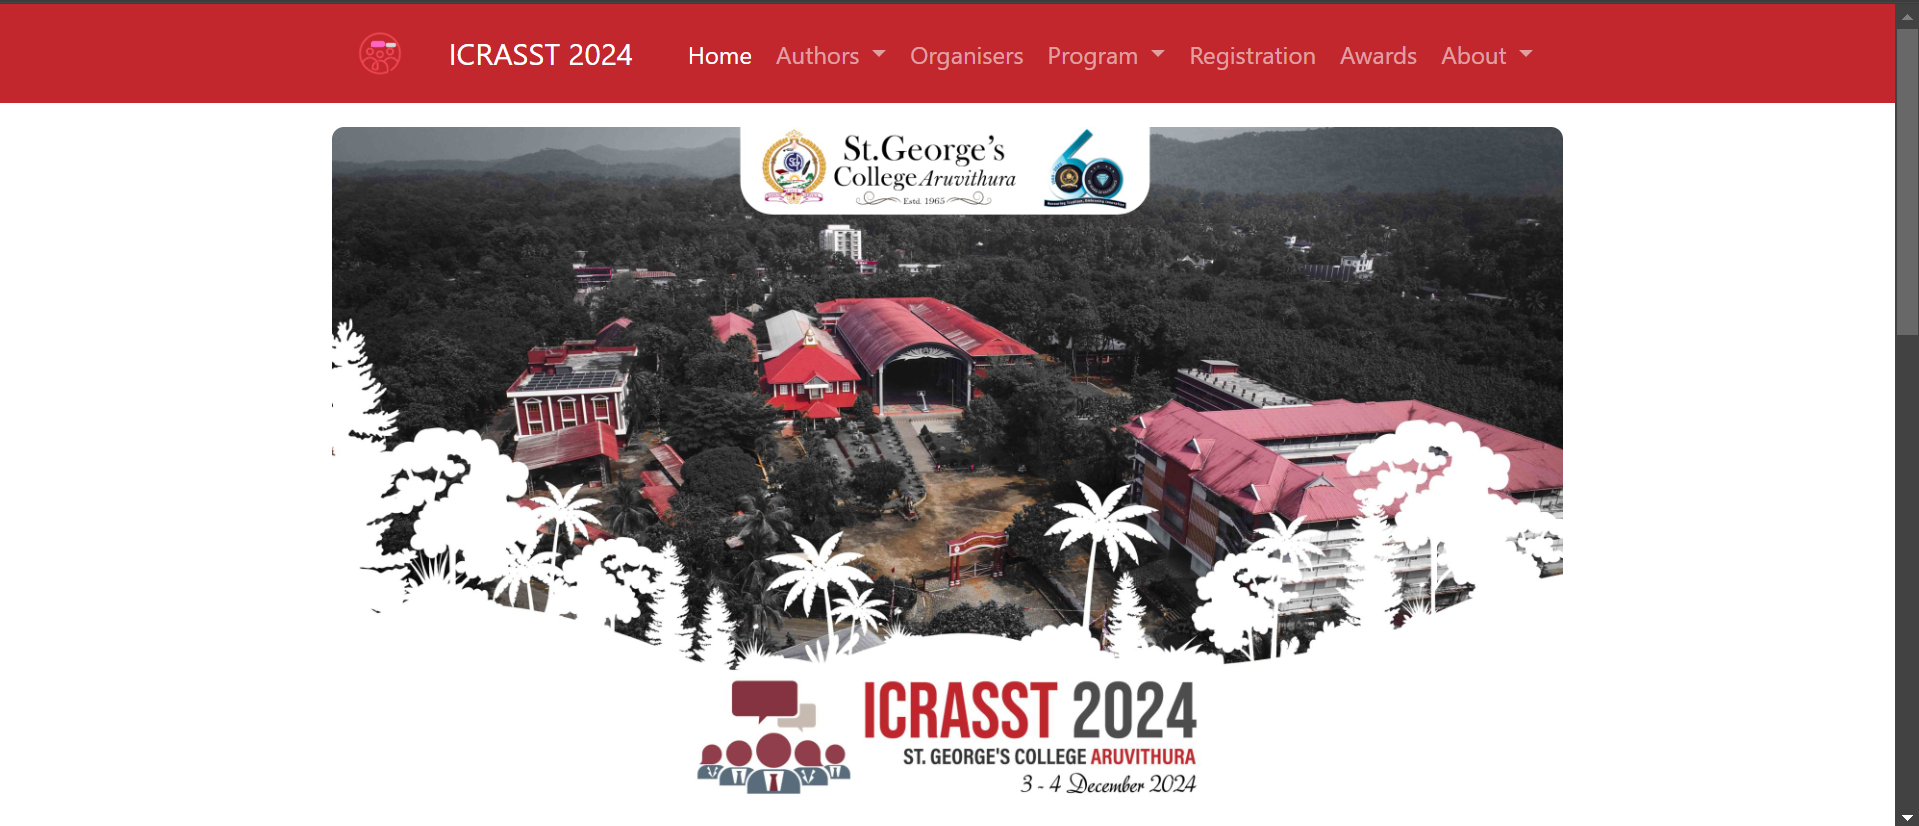 ICRASST 2024 Home Authors Organisers Program Registration Awards About
St.George's
College Aruvithura
Estd. 1965
ICRASST 2024
ST. GEORGE'S COLLEGE ARUVITHURA
3 - 4 December 2024